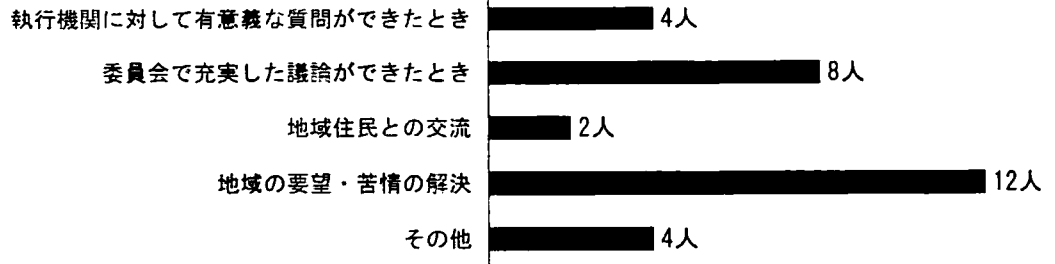 執行機関に対して有意義な質問ができたとき 4人
委員会で充実した議論ができたとき 8人
地域住民との交流 2人
地域の要望・苦情の解決 12人
その他 4人